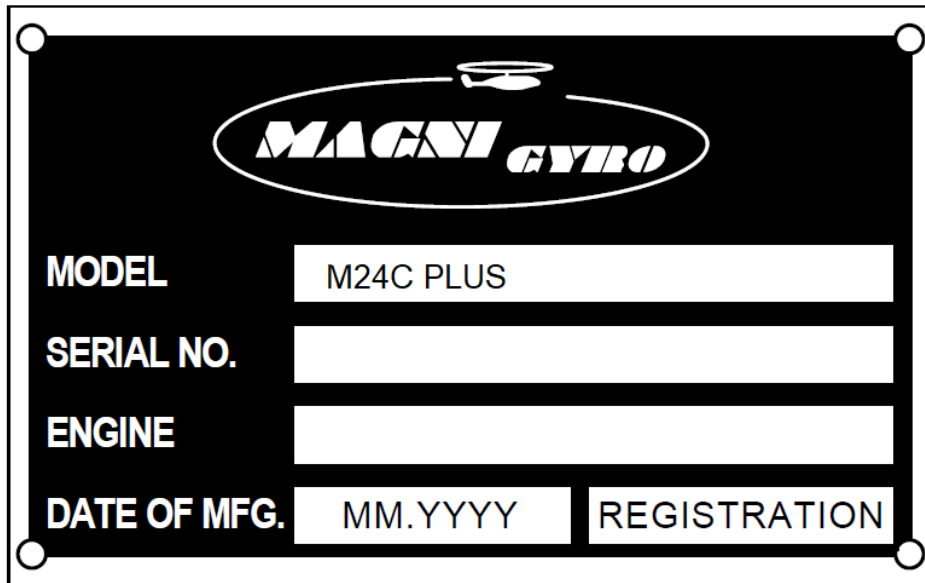 MAGNI GYRO
MODEL M24C PLUS
SERIAL NO.
ENGINE
DATE OF MFG. MM.YYYY REGISTRATION